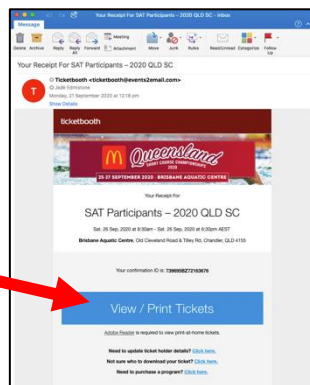 Your Receipt For SAT Participants – 2020 QLD SC - Inbox
Message
Delete Archive Reply Reply All Forward Meeting Attachment Move Junk Rules Read/Unread Categorize Follow Up
Your Receipt For SAT Participants – 2020 QLD SC
T
Ticketbooth <ticketbooth@events2email.com>
Jade Edmistone
Monday, 21 September 2020 at 12:18 pm
Show Details
ticketbooth
Queensland
SHORT COURSE CHAMPIONSHIPS
2020
25-27 SEPTEMBER 2020 - BRISBANE AQUATIC CENTRE
Your Receipt For
SAT Participants – 2020 QLD SC
Sat. 26 Sep, 2020 at 8:30am - Sat. 26 Sep, 2020 at 6:30pm AEST
Brisbane Aquatic Centre, Old Cleveland Road & Tilley Rd, Chandler, QLD 4155
Your confirmation ID is:
View / Print Tickets
Adobe Reader is required to view print-at-home tickets.
Need to update ticket holder details? Click here.
Not sure who to download your ticket? Click here.
Need to purchase a program? Click here.